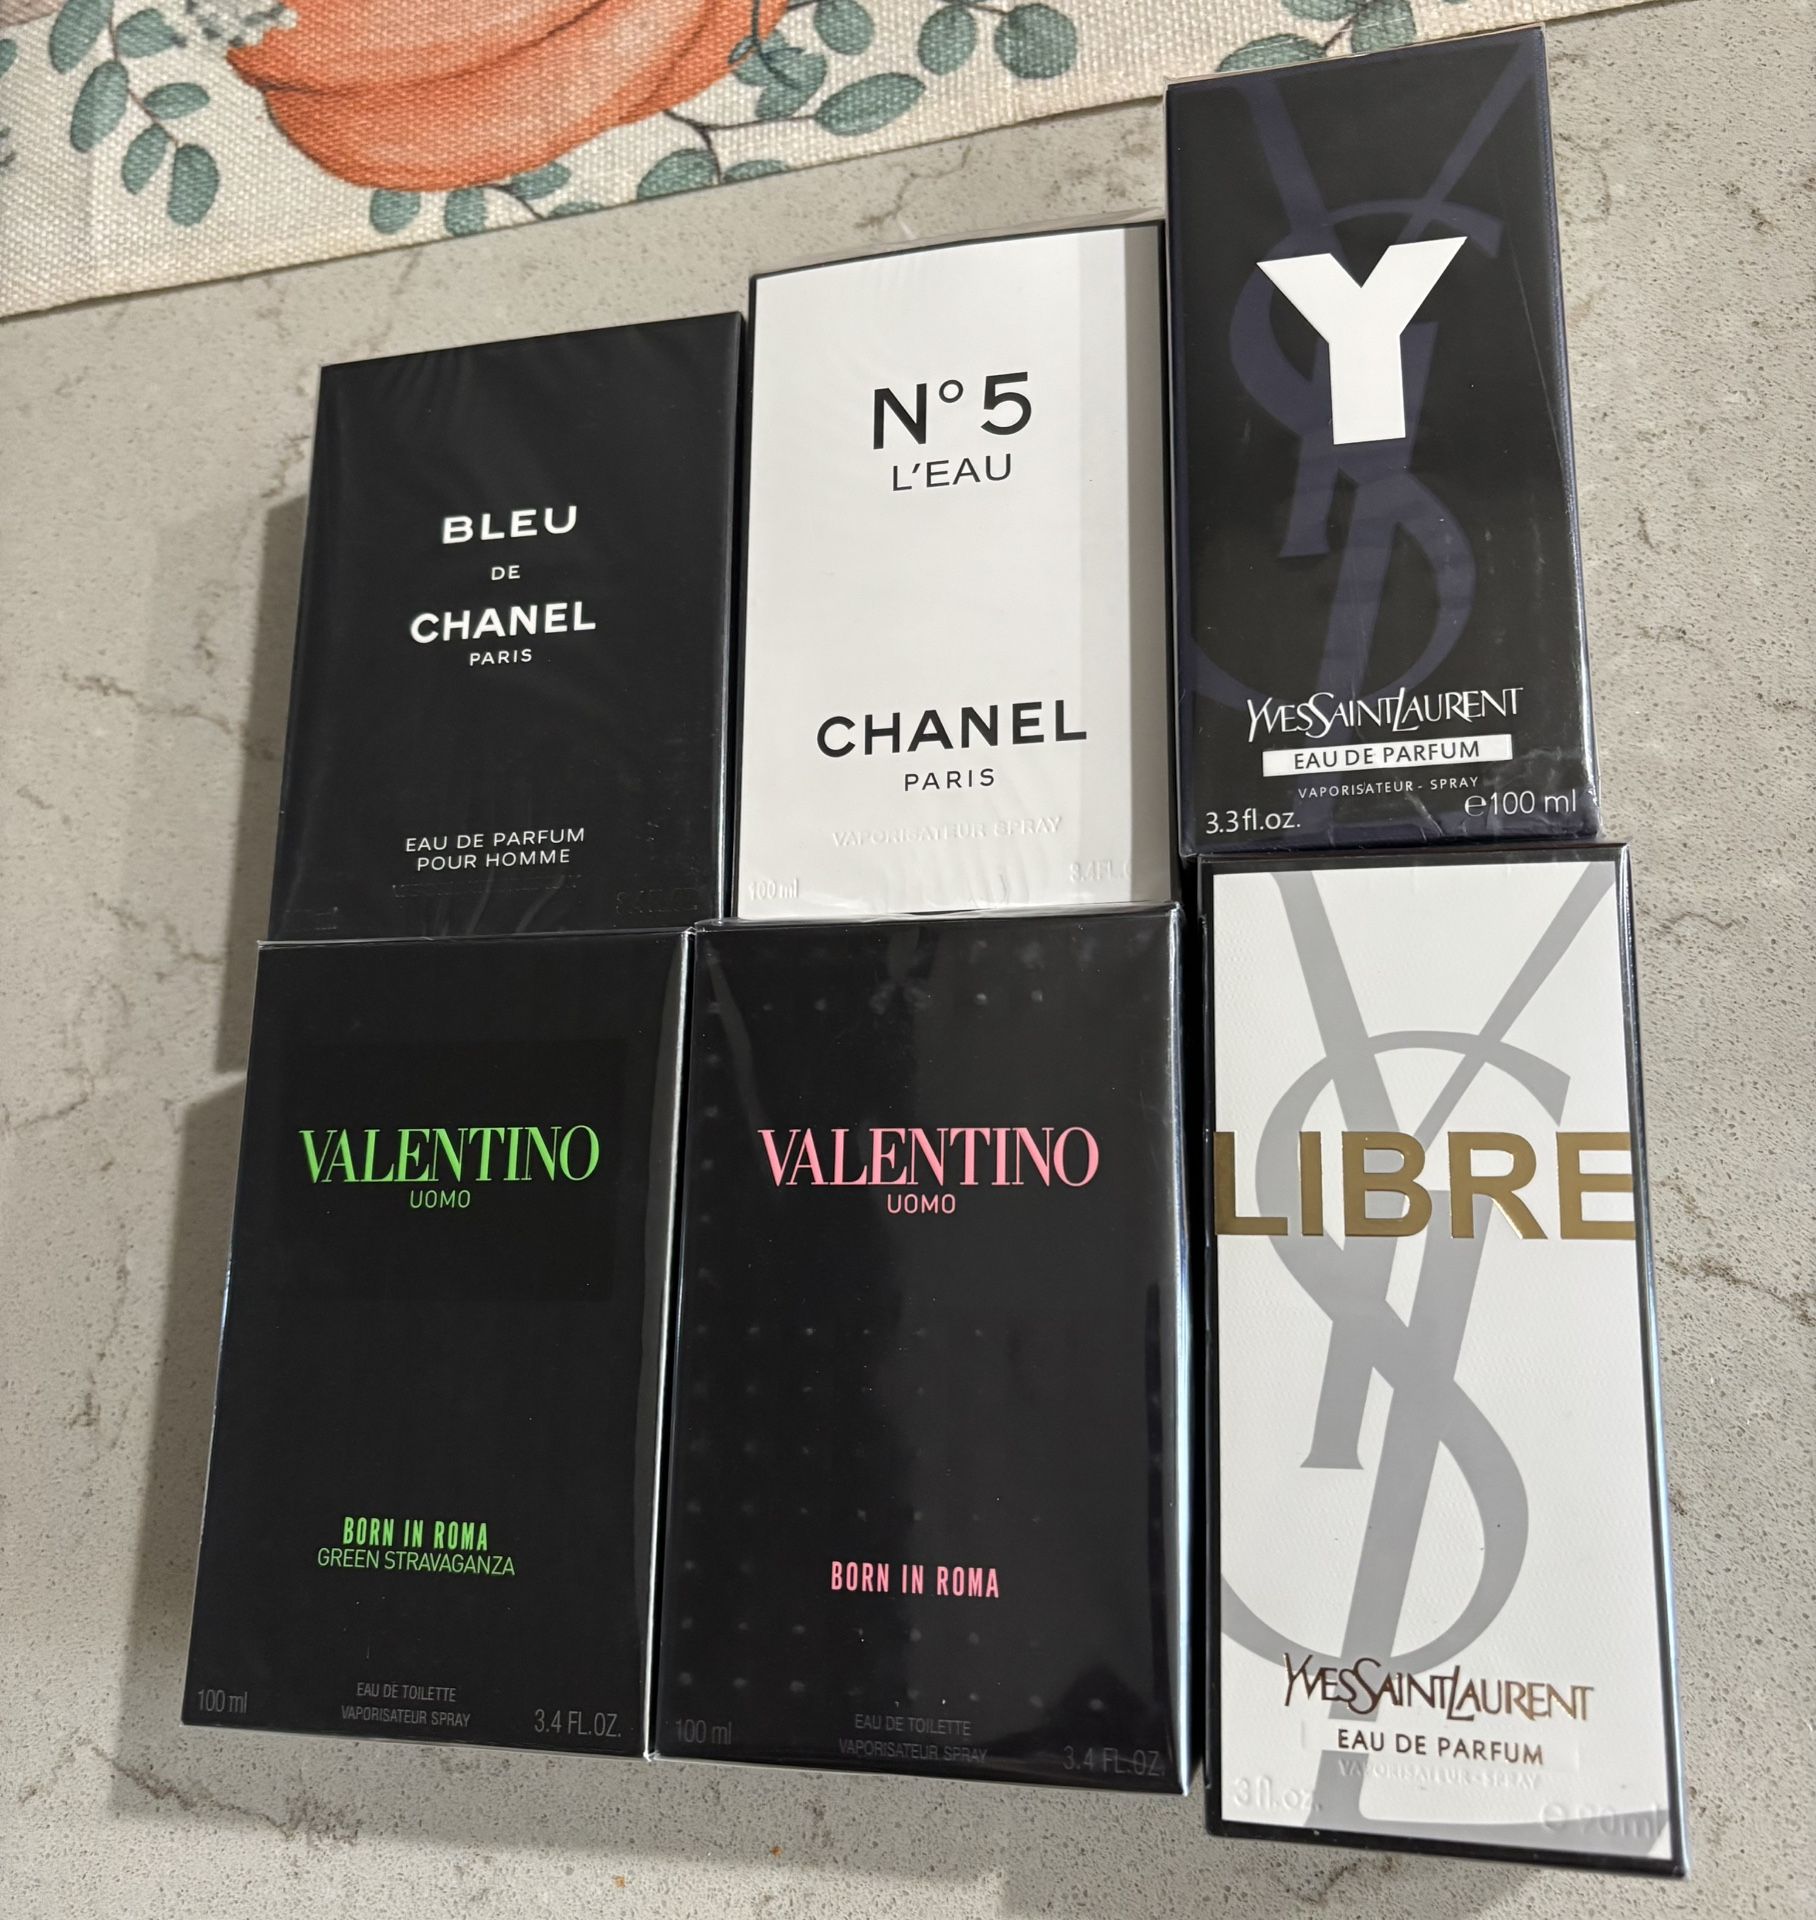 BLEU
DE
CHANEL
PARIS
EAU DE PARFUM
POUR HOMME
N°5
L'EAU
CHANEL
PARIS
VAPORISATEUR SPRAY
100 ml
Y
YVESSAINTLAURENT
EAU DE PARFUM
VAPORISATEUR - SPRAY
3.3 fl.oz. ℮100 ml
VALENTINO
UOMO
BORN IN ROMA
GREEN STRAVAGANZA
EAU DE TOILETTE
VAPORISATEUR SPRAY
100 ml 3.4 FL.OZ.
VALENTINO
UOMO
BORN IN ROMA
EAU DE TOILETTE
VAPORISATEUR SPRAY
100 ml 3.4 FL.OZ.
LIBRE
YVESSAINTLAURENT
EAU DE PARFUM
VAPORISATEUR - SPRAY
3 fl.oz. ℮ 90 ml